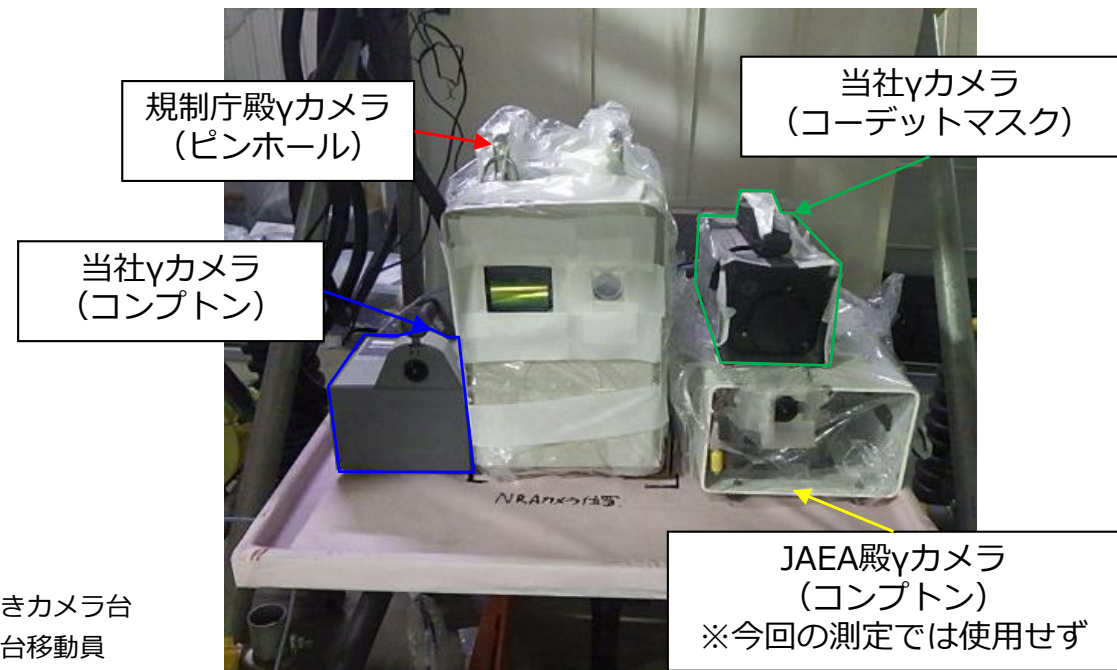 規制庁殿γカメラ
（ピンホール）
当社γカメラ
（コーデットマスク）
当社γカメラ
（コンプトン）
NRAカメラ位置
JAEA殿γカメラ
（コンプトン）
※今回の測定では使用せず
きカメラ台
台移動員